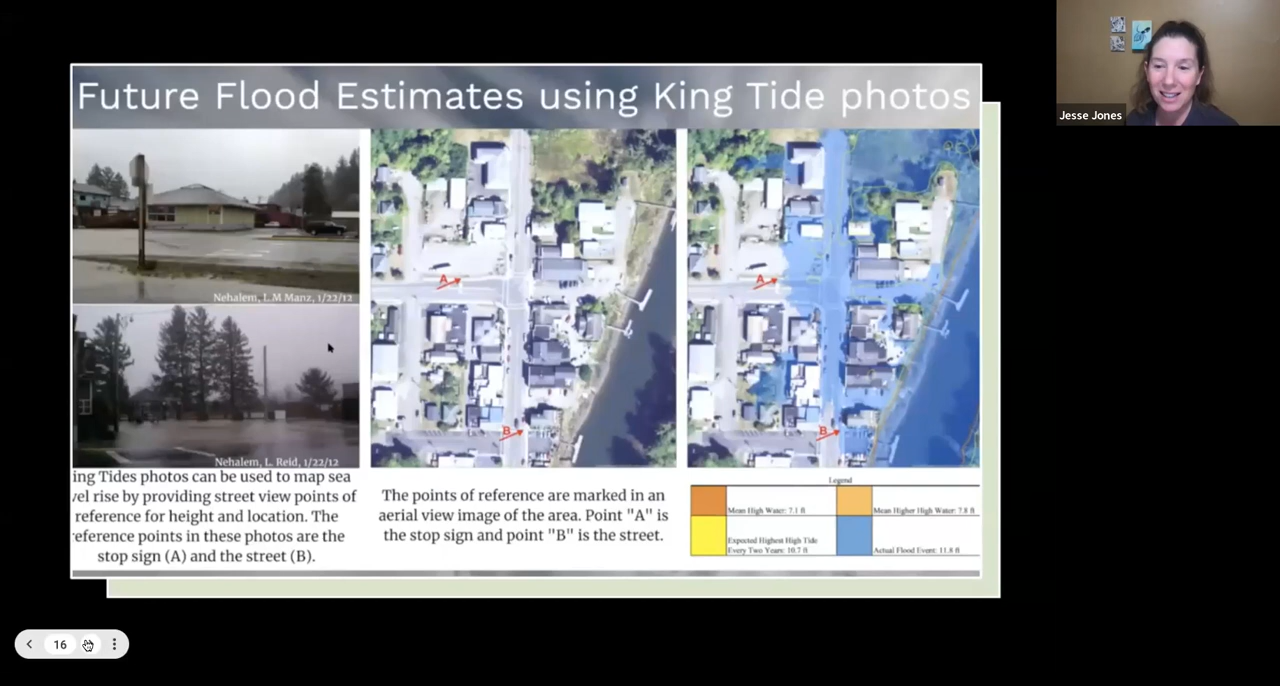 Future Flood Estimates using King Tide photos
Jesse Jones
Nehalem, L.M Manz, 1/22/12
Nehalem, L. Reid, 1/22/12
A
B
A
B
ing Tides photos can be used to map sea
vel rise by providing street view points of
reference for height and location. The
reference points in these photos are the
stop sign (A) and the street (B).
The points of reference are marked in an
aerial view image of the area. Point "A" is
the stop sign and point "B" is the street.
Legend
Mean High Water: 7.1 ft
Mean Higher High Water: 7.8 ft
Expected Highest High Tide
Every Two Years: 10.7 ft
Actual Flood Event: 11.8 ft
16